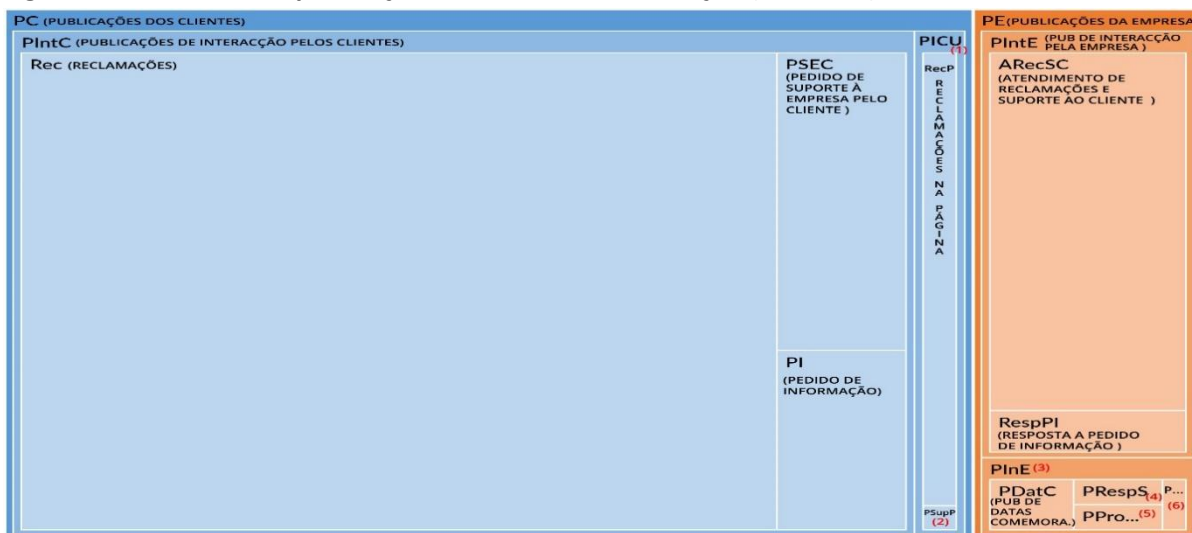 PC (PUBLICAÇÕES DOS CLIENTES)
PIntC (PUBLICAÇÕES DE INTERACÇÃO PELOS CLIENTES)
Rec (RECLAMAÇÕES)
PSEC
(PEDIDO DE
SUPORTE À
EMPRESA PELO
CLIENTE )
PI
(PEDIDO DE
INFORMAÇÃO)
PICU
(1)
RecP
RECLAMAÇÕES NA PÁGINA
PSupP
(2)
PE(PUBLICAÇÕES DA EMPRESA
PIntE (PUB DE INTERACÇÃO
PELA EMPRESA )
ARecSC
(ATENDIMENTO DE
RECLAMAÇÕES E
SUPORTE AO CLIENTE )
RespPI
(RESPOSTA A PEDIDO
DE INFORMAÇÃO )
PInE (3)
PDatC
(PUB DE
DATAS
COMEMORA.)
PRespS (4)
PPro... (5)
P...
(6)